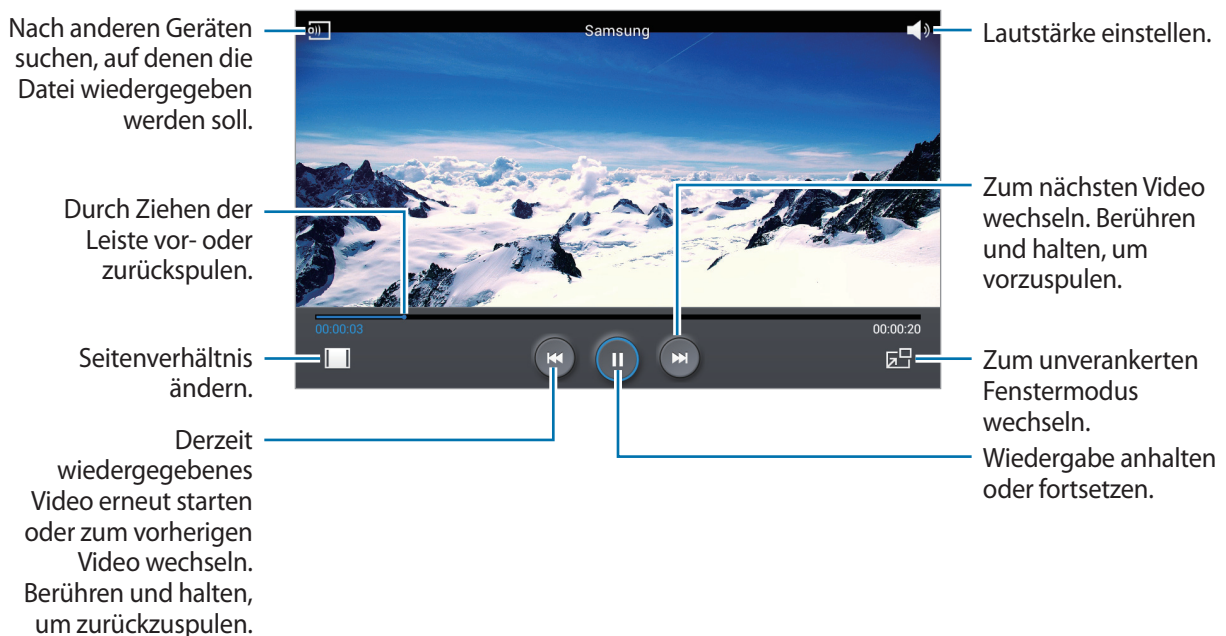 Nach anderen Geräten
suchen, auf denen die
Datei wiedergegeben
werden soll.
Durch Ziehen der
Leiste vor- oder
zurückspulen.
Seitenverhältnis
ändern.
Derzeit
wiedergegebenes
Video erneut starten
oder zum vorherigen
Video wechseln.
Berühren und halten,
um zurückzuspulen.
Samsung
00:00:03
00:00:20
Lautstärke einstellen.
Zum nächsten Video
wechseln. Berühren
und halten, um
vorzuspulen.
Zum unverankerten
Fenstermodus
wechseln.
Wiedergabe anhalten
oder fortsetzen.